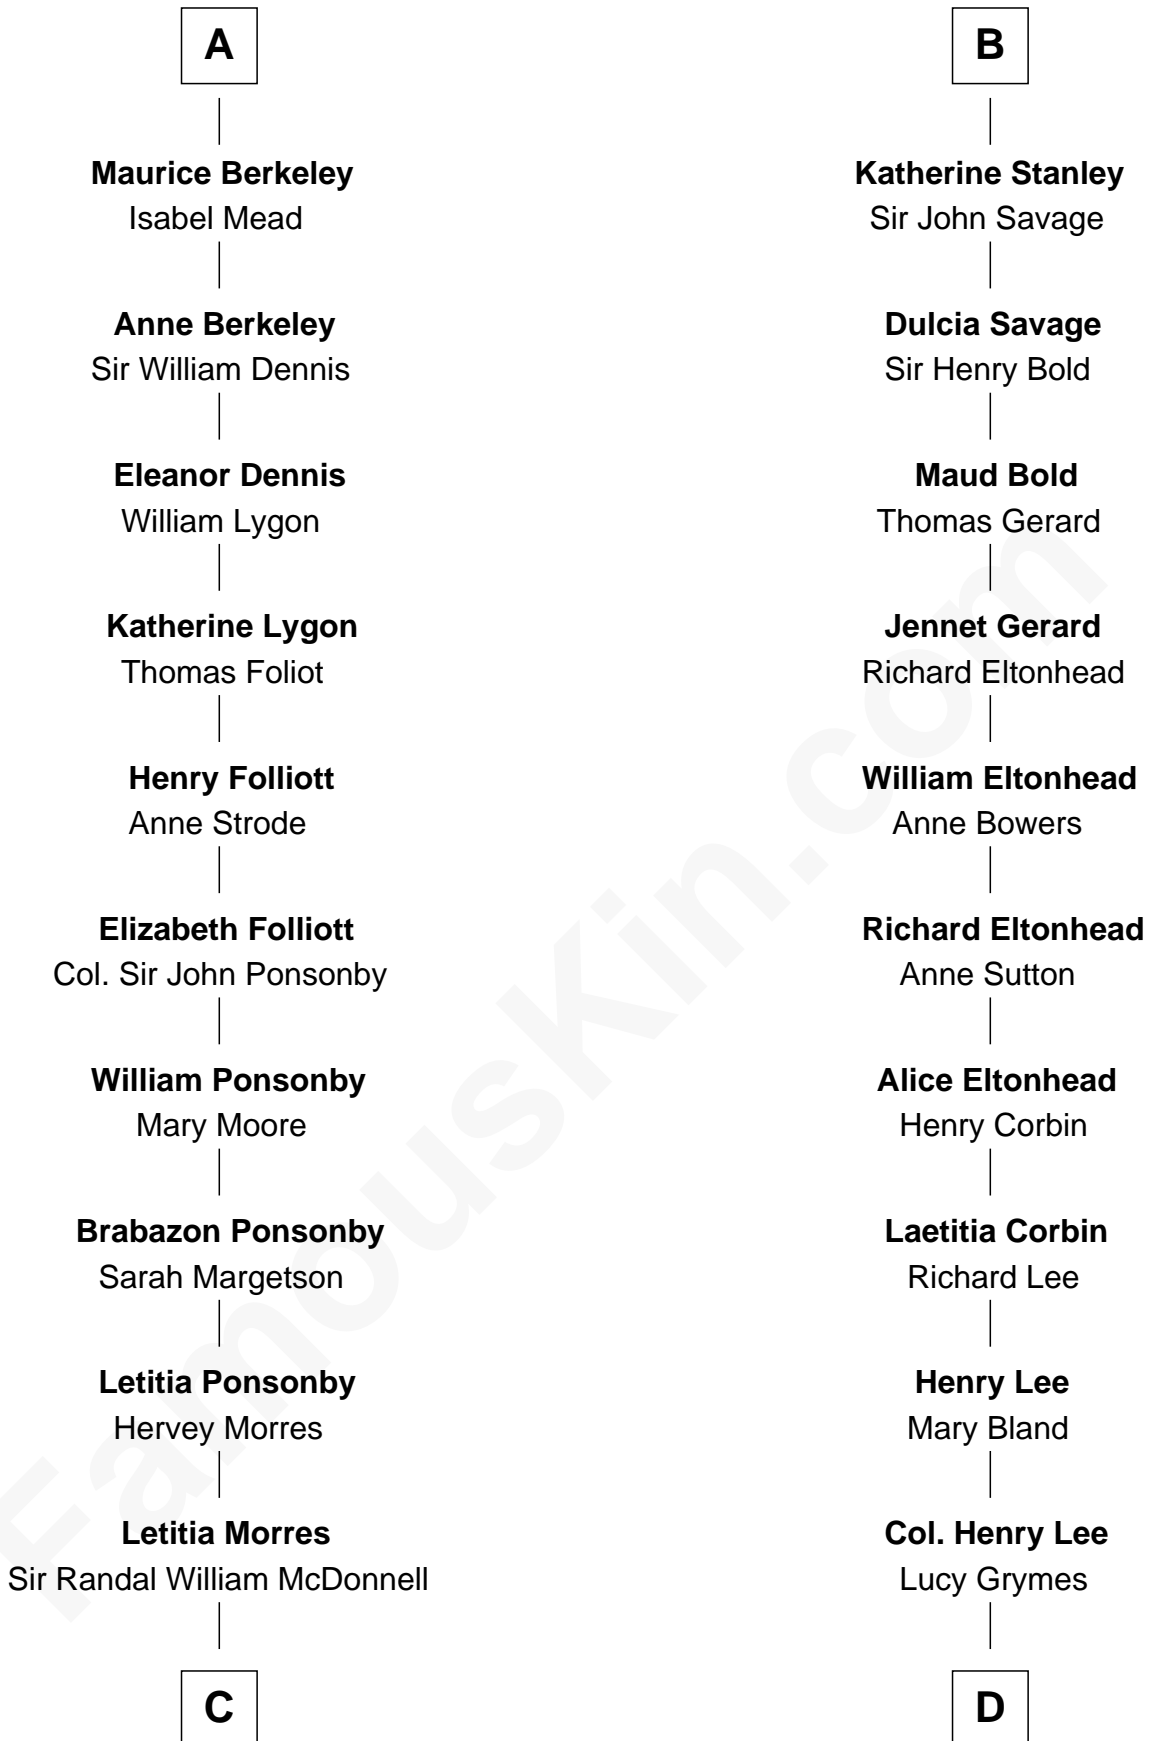 A
Maurice Berkeley
Isabel Mead
Anne Berkeley
Sir William Dennis
Eleanor Dennis
William Lygon
Katherine Lygon
Thomas Foliot
Henry Folliott
Anne Strode
Elizabeth Folliott
Col. Sir John Ponsonby
William Ponsonby
Mary Moore
Brabazon Ponsonby
Sarah Margetson
Letitia Ponsonby
Hervey Morres
Letitia Morres
Sir Randal William McDonnell
C
B
Katherine Stanley
Sir John Savage
Dulcia Savage
Sir Henry Bold
Maud Bold
Thomas Gerard
Jennet Gerard
Richard Eltonhead
William Eltonhead
Anne Bowers
Richard Eltonhead
Anne Sutton
Alice Eltonhead
Henry Corbin
Laetitia Corbin
Richard Lee
Henry Lee
Mary Bland
Col. Henry Lee
Lucy Grymes
D
FamousKin.com